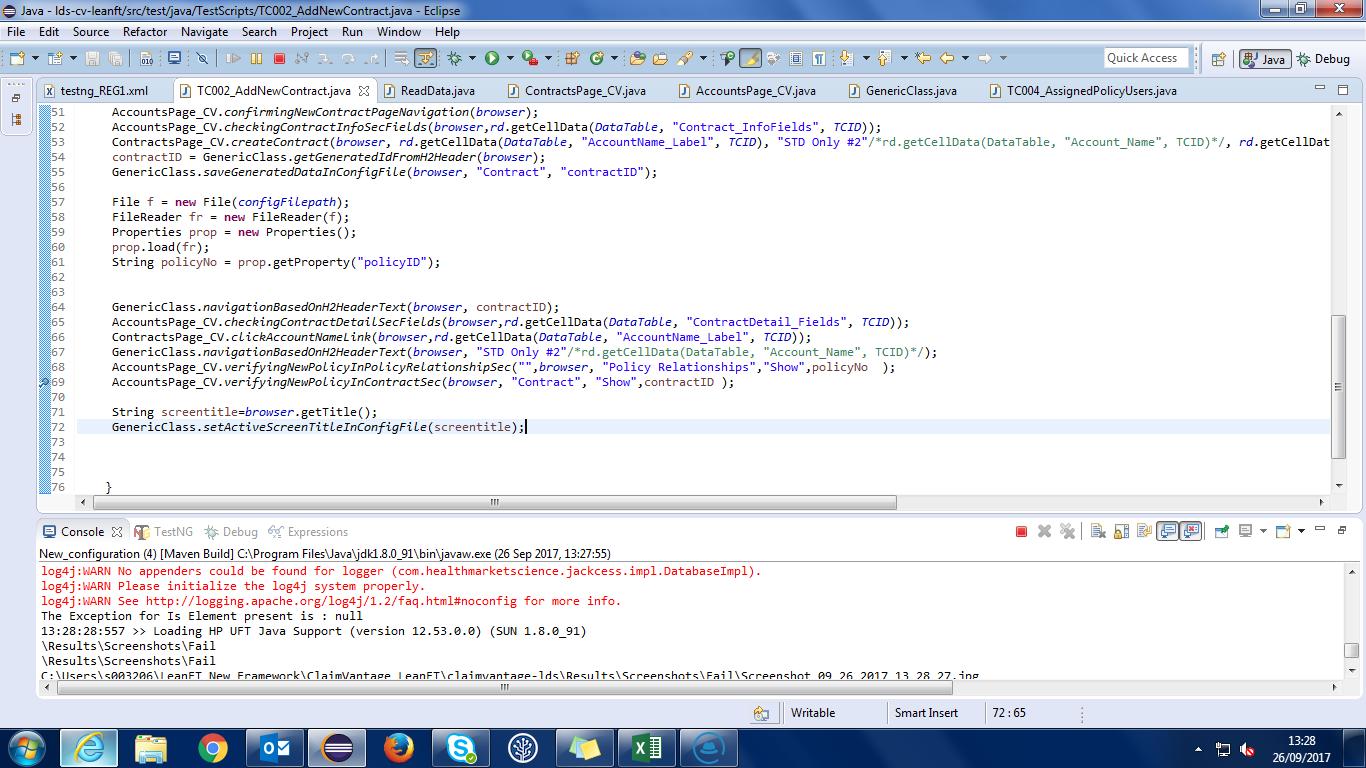 Java - lds-cv-leanft/src/test/java/TestScripts/TC002_AddNewContract.java - Eclipse
File Edit Source Refactor Navigate Search Project Run Window Help
Quick Access Java Debug
testng_REG1.xml TC002_AddNewContract.java ReadData.java ContractsPage_CV.java AccountsPage_CV.java GenericClass.java TC004_AssignedPolicyUsers.java
51 AccountsPage_CV.confirmingNewContractPageNavigation(browser);
52 AccountsPage_CV.checkingContractInfoSecFields(browser,rd.getCellData(DataTable, "Contract_InfoFields", TCID));
53 ContractsPage_CV.createContract(browser, rd.getCellData(DataTable, "AccountName_Label", TCID), "STD Only #2"/*rd.getCellData(DataTable, "Account_Name", TCID)*/, rd.getCellDat
54 contractID = GenericClass.getGeneratedIdFromH2Header(browser);
55 GenericClass.saveGeneratedDataInConfigFile(browser, "Contract", "contractID");
56
57 File f = new File(configFilepath);
58 FileReader fr = new FileReader(f);
59 Properties prop = new Properties();
60 prop.load(fr);
61 String policyNo = prop.getProperty("policyID");
62
63
64 GenericClass.navigationBasedOnH2HeaderText(browser, contractID);
65 AccountsPage_CV.checkingContractDetailSecFields(browser,rd.getCellData(DataTable, "ContractDetail_Fields", TCID));
66 ContractsPage_CV.clickAccountNameLink(browser,rd.getCellData(DataTable, "AccountName_Label", TCID));
67 GenericClass.navigationBasedOnH2HeaderText(browser, "STD Only #2"/*rd.getCellData(DataTable, "Account_Name", TCID)*/);
68 AccountsPage_CV.verifyingNewPolicyInPolicyRelationshipSec("",browser, "Policy Relationships","Show",policyNo );
69 AccountsPage_CV.verifyingNewPolicyInContractSec(browser, "Contract", "Show",contractID );
70
71 String screentitle=browser.getTitle();
72 GenericClass.setActiveScreenTitleInConfigFile(screentitle);
73
74
75
76 }
Console TestNG Debug Expressions
New_configuration (4) [Maven Build] C:\Program Files\Java\jdk1.8.0_91\bin\javaw.exe (26 Sep 2017, 13:27:55)
log4j:WARN No appenders could be found for logger (com.healthmarketscience.jackcess.impl.DatabaseImpl).
log4j:WARN Please initialize the log4j system properly.
log4j:WARN See http://logging.apache.org/log4j/1.2/faq.html#noconfig for more info.
The Exception for Is Element present is : null
13:28:28:557 >> Loading HP UFT Java Support (version 12.53.0.0) (SUN 1.8.0_91)
\Results\Screenshots\Fail
\Results\Screenshots\Fail
C:\Users\s003206\LeanFT New Framework\ClaimVantage LeanFT\claimvantage-lds\Results\Screenshots\Fail\Screenshot 09 26 2017 13 28 27.jpg
Writable Smart Insert 72 : 65
13:28
26/09/2017